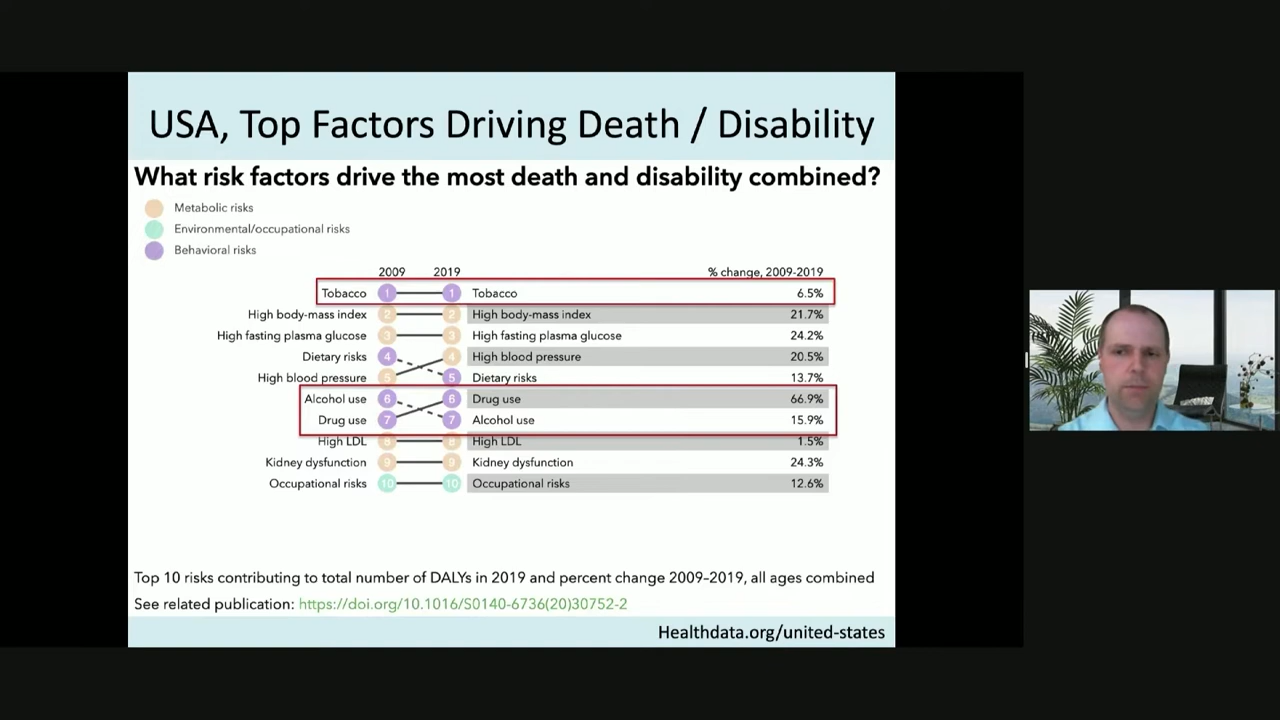 USA, Top Factors Driving Death / Disability
What risk factors drive the most death and disability combined?
Metabolic risks
Environmental/occupational risks
Behavioral risks
2009 2019 % change, 2009-2019
Tobacco 1 1 Tobacco 6.5%
High body-mass index 2 2 High body-mass index 21.7%
High fasting plasma glucose 3 3 High fasting plasma glucose 24.2%
Dietary risks 4 4 High blood pressure 20.5%
High blood pressure 5 5 Dietary risks 13.7%
Alcohol use 6 6 Drug use 66.9%
Drug use 7 7 Alcohol use 15.9%
High LDL 8 8 High LDL 1.5%
Kidney dysfunction 9 9 Kidney dysfunction 24.3%
Occupational risks 10 10 Occupational risks 12.6%
Top 10 risks contributing to total number of DALYs in 2019 and percent change 2009–2019, all ages combined
See related publication: https://doi.org/10.1016/S0140-6736(20)30752-2
Healthdata.org/united-states